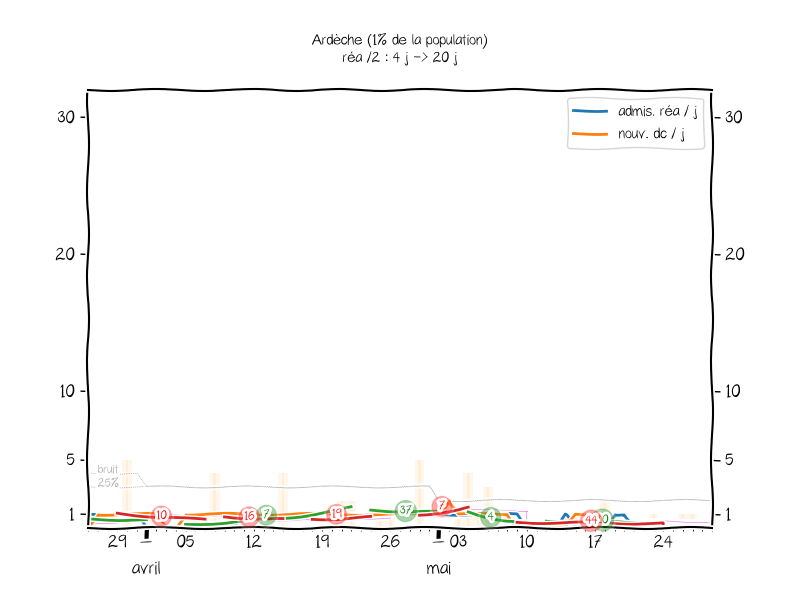 Ardèche (1% de la population)
réa /2 : 4 j -> 20 j
admis. réa / j
nouv. dc / j
30 30
20 20
10 10
5 5
bruit
25%
1 1
10 16 7 19 37 7 4 44
29 05 12 19 26 03 10 17 24
avril mai